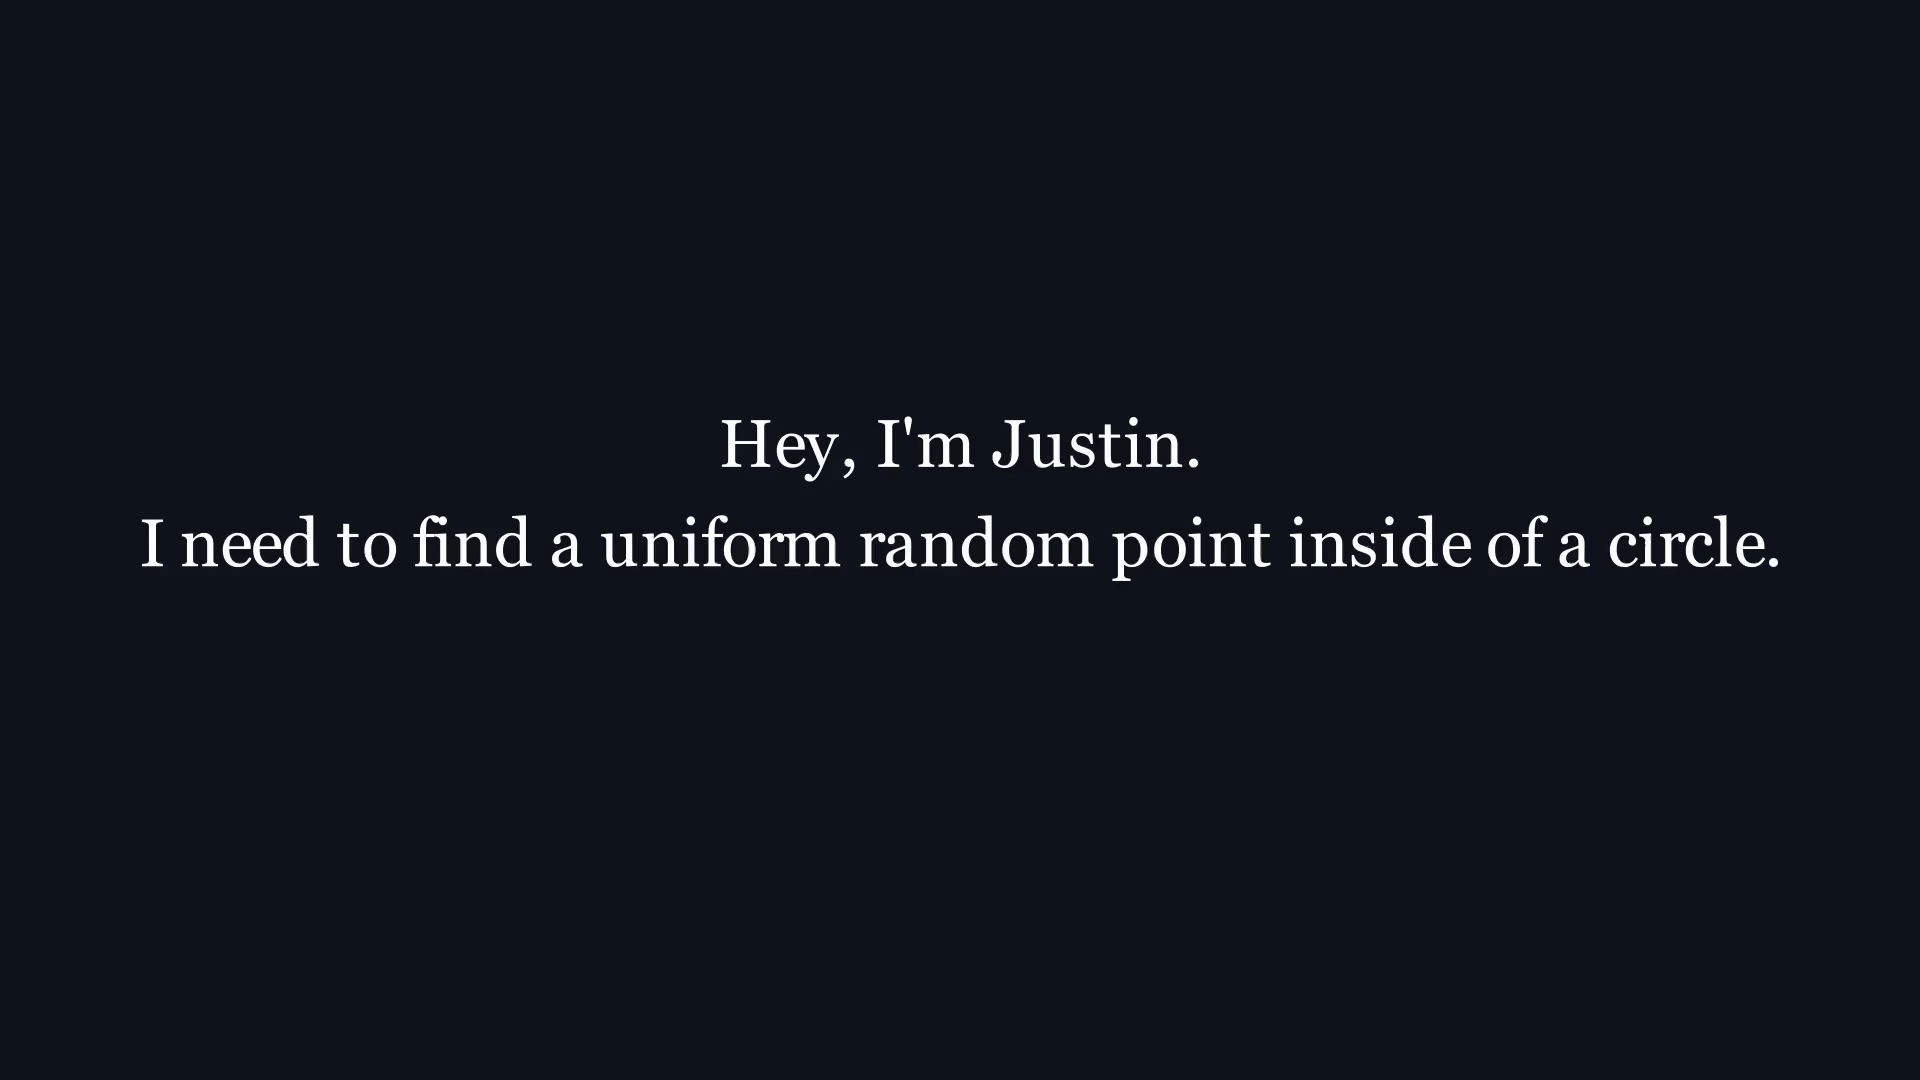 Hey, I'm Justin.
I need to find a uniform random point inside of a circle.